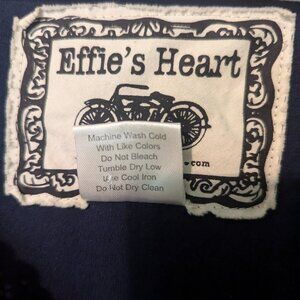 Effie's Heart
.com
Machine Wash Cold
With Like Colors
Do Not Bleach
Tumble Dry Low
Use Cool Iron
Do Not Dry Clean